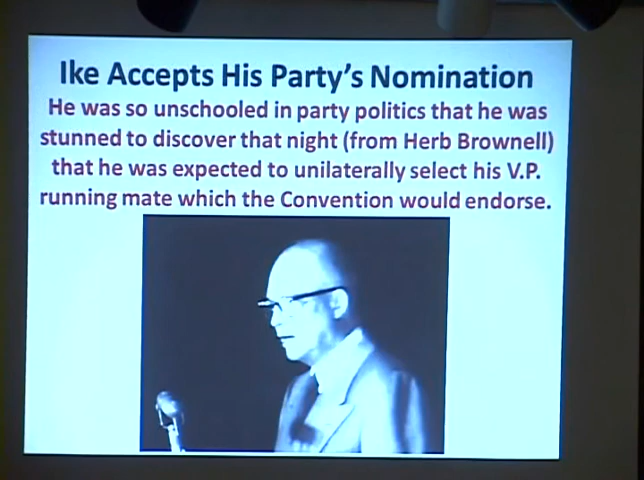 Ike Accepts His Party's Nomination
He was so unschooled in party politics that he was
stunned to discover that night (from Herb Brownell)
that he was expected to unilaterally select his V.P.
running mate which the Convention would endorse.